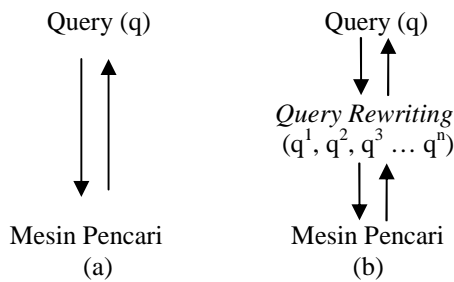 Query (q)
Mesin Pencari
(a)
Query (q)
Query Rewriting
(q¹, q², q³ … qⁿ)
Mesin Pencari
(b)